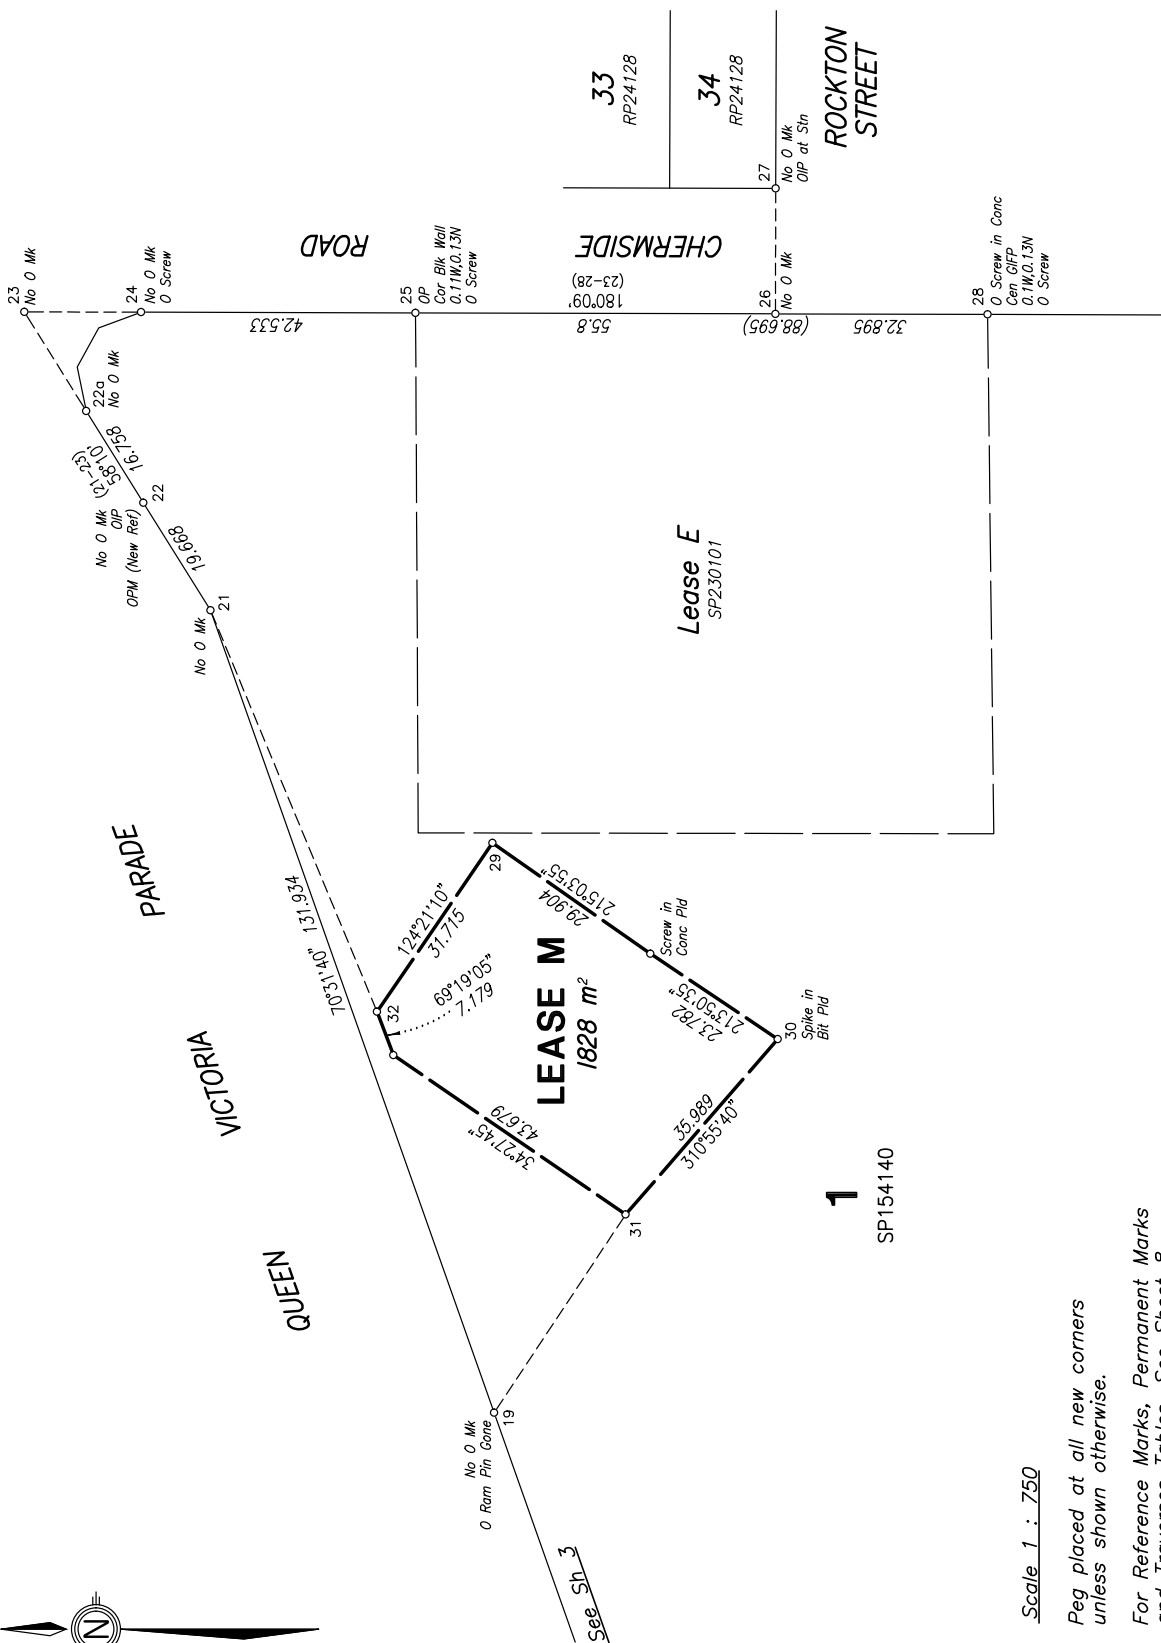 23
No O Mk
24
No O Mk
O Screw
22a
No O Mk
(21-23)
58°10'
16.758
No O Mk
OIP
OPM (New Ref)
22
19.668
21
No O Mk
42.533
ROAD
25
OP
Cor Blk Wall
0.11W,0.13N
O Screw
33
RP24128
34
RP24128
ROCKTON
STREET
CHERMSIDE
180°09'
(23-28)
55.8
27
No O Mk
OIP at Stn
26
No O Mk
(88.695)
32.895
28
O Screw in Conc
Cen GIFP
0.1W,0.13N
O Screw
Lease E
SP230101
QUEEN
VICTORIA
PARADE
70°31'40" 131.934
32
124°21'10"
31.715
69°19'05"
7.179
29
215°03'55"
29.904
Screw in
Conc Pld
213°50'35"
23.782
30
Spike in
Bit Pld
LEASE M
1828 m²
34°27'45"
43.679
35.989
310°55'40"
31
19
No O Mk
O Ram Pin Gone
See Sh 3
1
SP154140
N
Scale 1 : 750
Peg placed at all new corners
unless shown otherwise.
For Reference Marks, Permanent Marks
and Traverse Tables, See Sheet 8